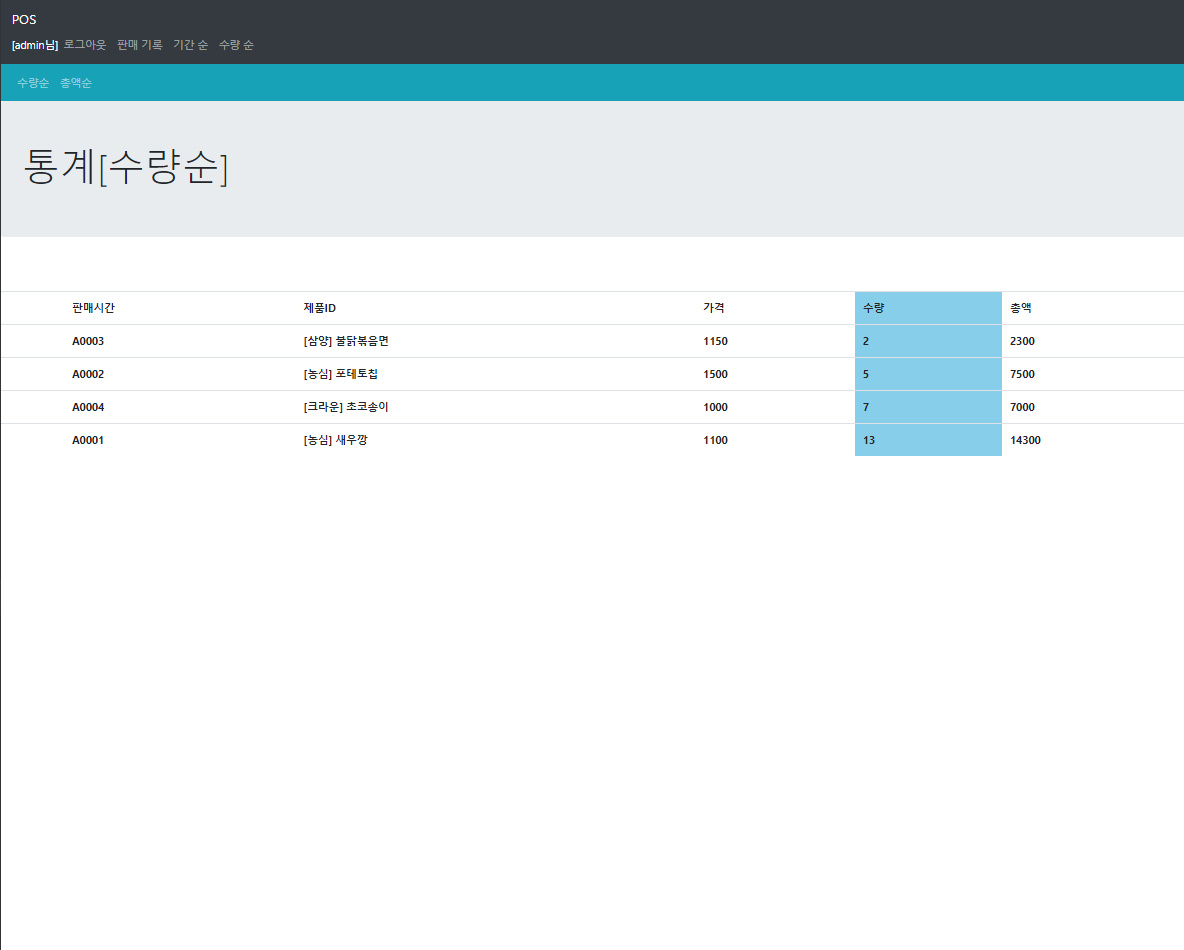 POS
[admin님] 로그아웃 판매 기록 기간 순 수량 순
수량순 총액순
통계[수량순]
판매시간 제품ID 가격 수량 총액
A0003 [삼양] 불닭볶음면 1150 2 2300
A0002 [농심] 포테토칩 1500 5 7500
A0004 [크라운] 초코송이 1000 7 7000
A0001 [농심] 새우깡 1100 13 14300